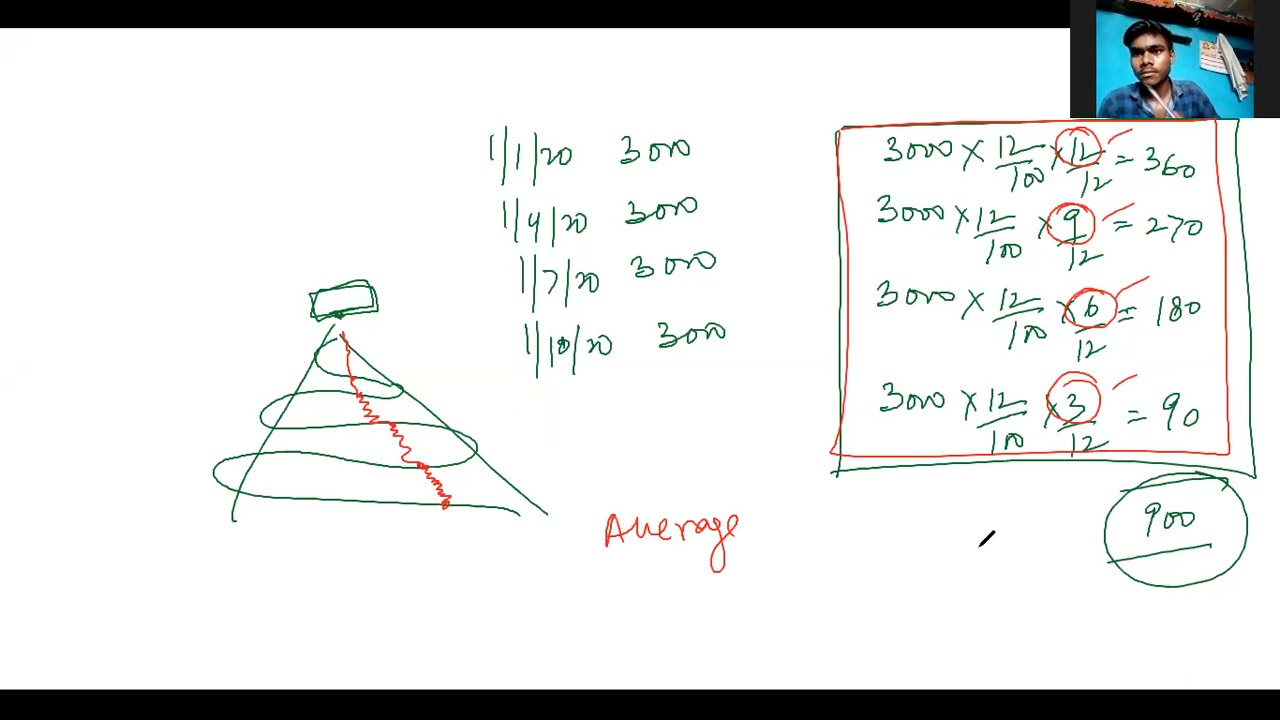 1/1/20 3000
1/4/20 3000
1/7/20 3000
1/10/20 3000
3000 × 12/100 × 12/12 = 360
3000 × 12/100 × 9/12 = 270
3000 × 12/100 × 6/12 = 180
3000 × 12/100 × 3/12 = 90
900
Average